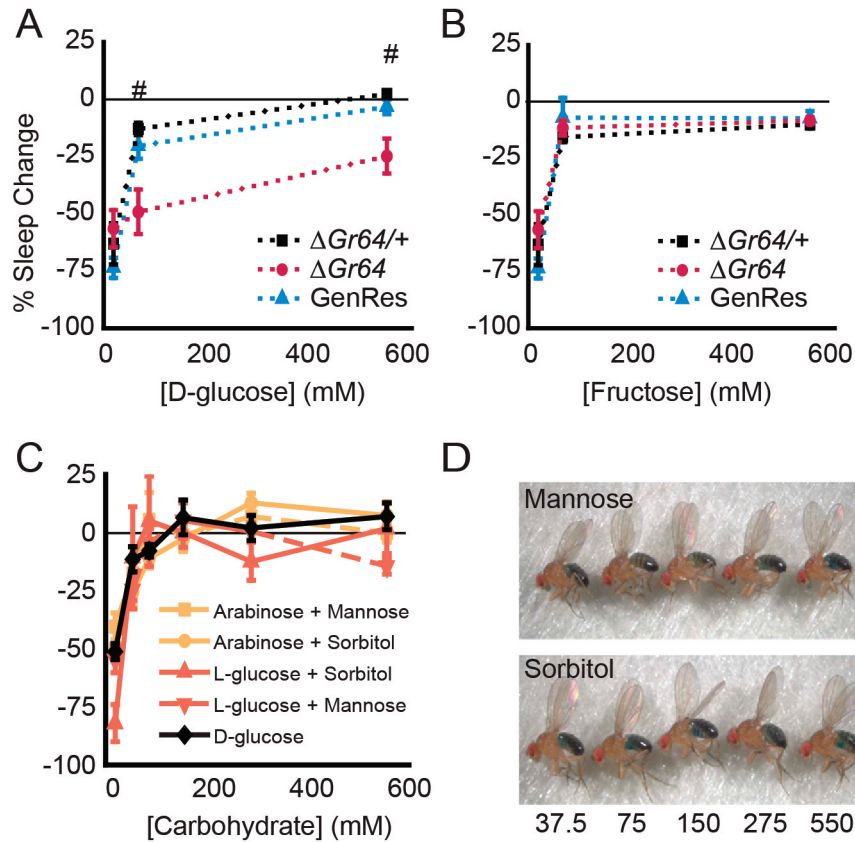 A
25
0
-25
-50
-75
-100
% Sleep Change
#
#
ΔGr64/+
ΔGr64
GenRes
0 200 400 600
[D-glucose] (mM)
B
25
0
-25
-50
-75
-100
ΔGr64/+
ΔGr64
GenRes
0 200 400 600
[Fructose] (mM)
C
25
0
-25
-50
-75
-100
Arabinose + Mannose
Arabinose + Sorbitol
L-glucose + Sorbitol
L-glucose + Mannose
D-glucose
0 200 400 600
[Carbohydrate] (mM)
D
Mannose
Sorbitol
37.5 75 150 275 550